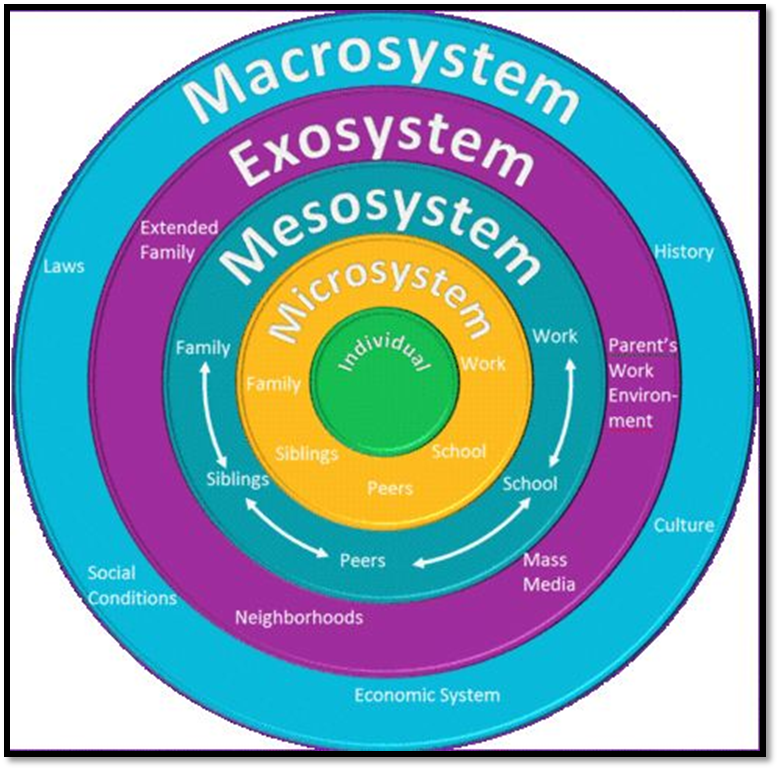 Macrosystem
Exosystem
Mesosystem
Microsystem
Individual
Extended
Family
Laws
History
Family
Work
Parent's
Work
Environ-
ment
Family
Work
Siblings
School
Peers
Siblings
School
Peers
Culture
Mass
Media
Social
Conditions
Neighborhoods
Economic System